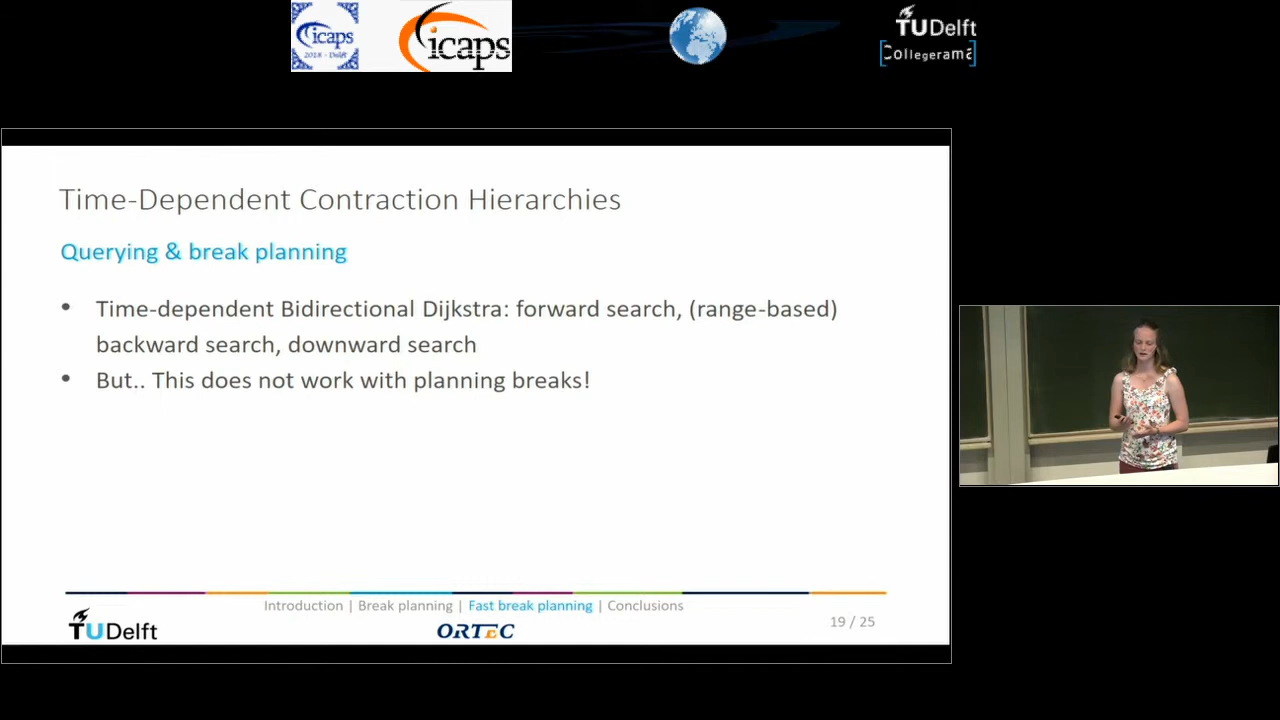 icaps
2018 - Delft
icaps
TUDelft
[Collegerama]
Time-Dependent Contraction Hierarchies
Querying & break planning
• Time-dependent Bidirectional Dijkstra: forward search, (range-based)
backward search, downward search
• But.. This does not work with planning breaks!
Introduction | Break planning | Fast break planning | Conclusions
TUDelft
ORTEC
19 / 25